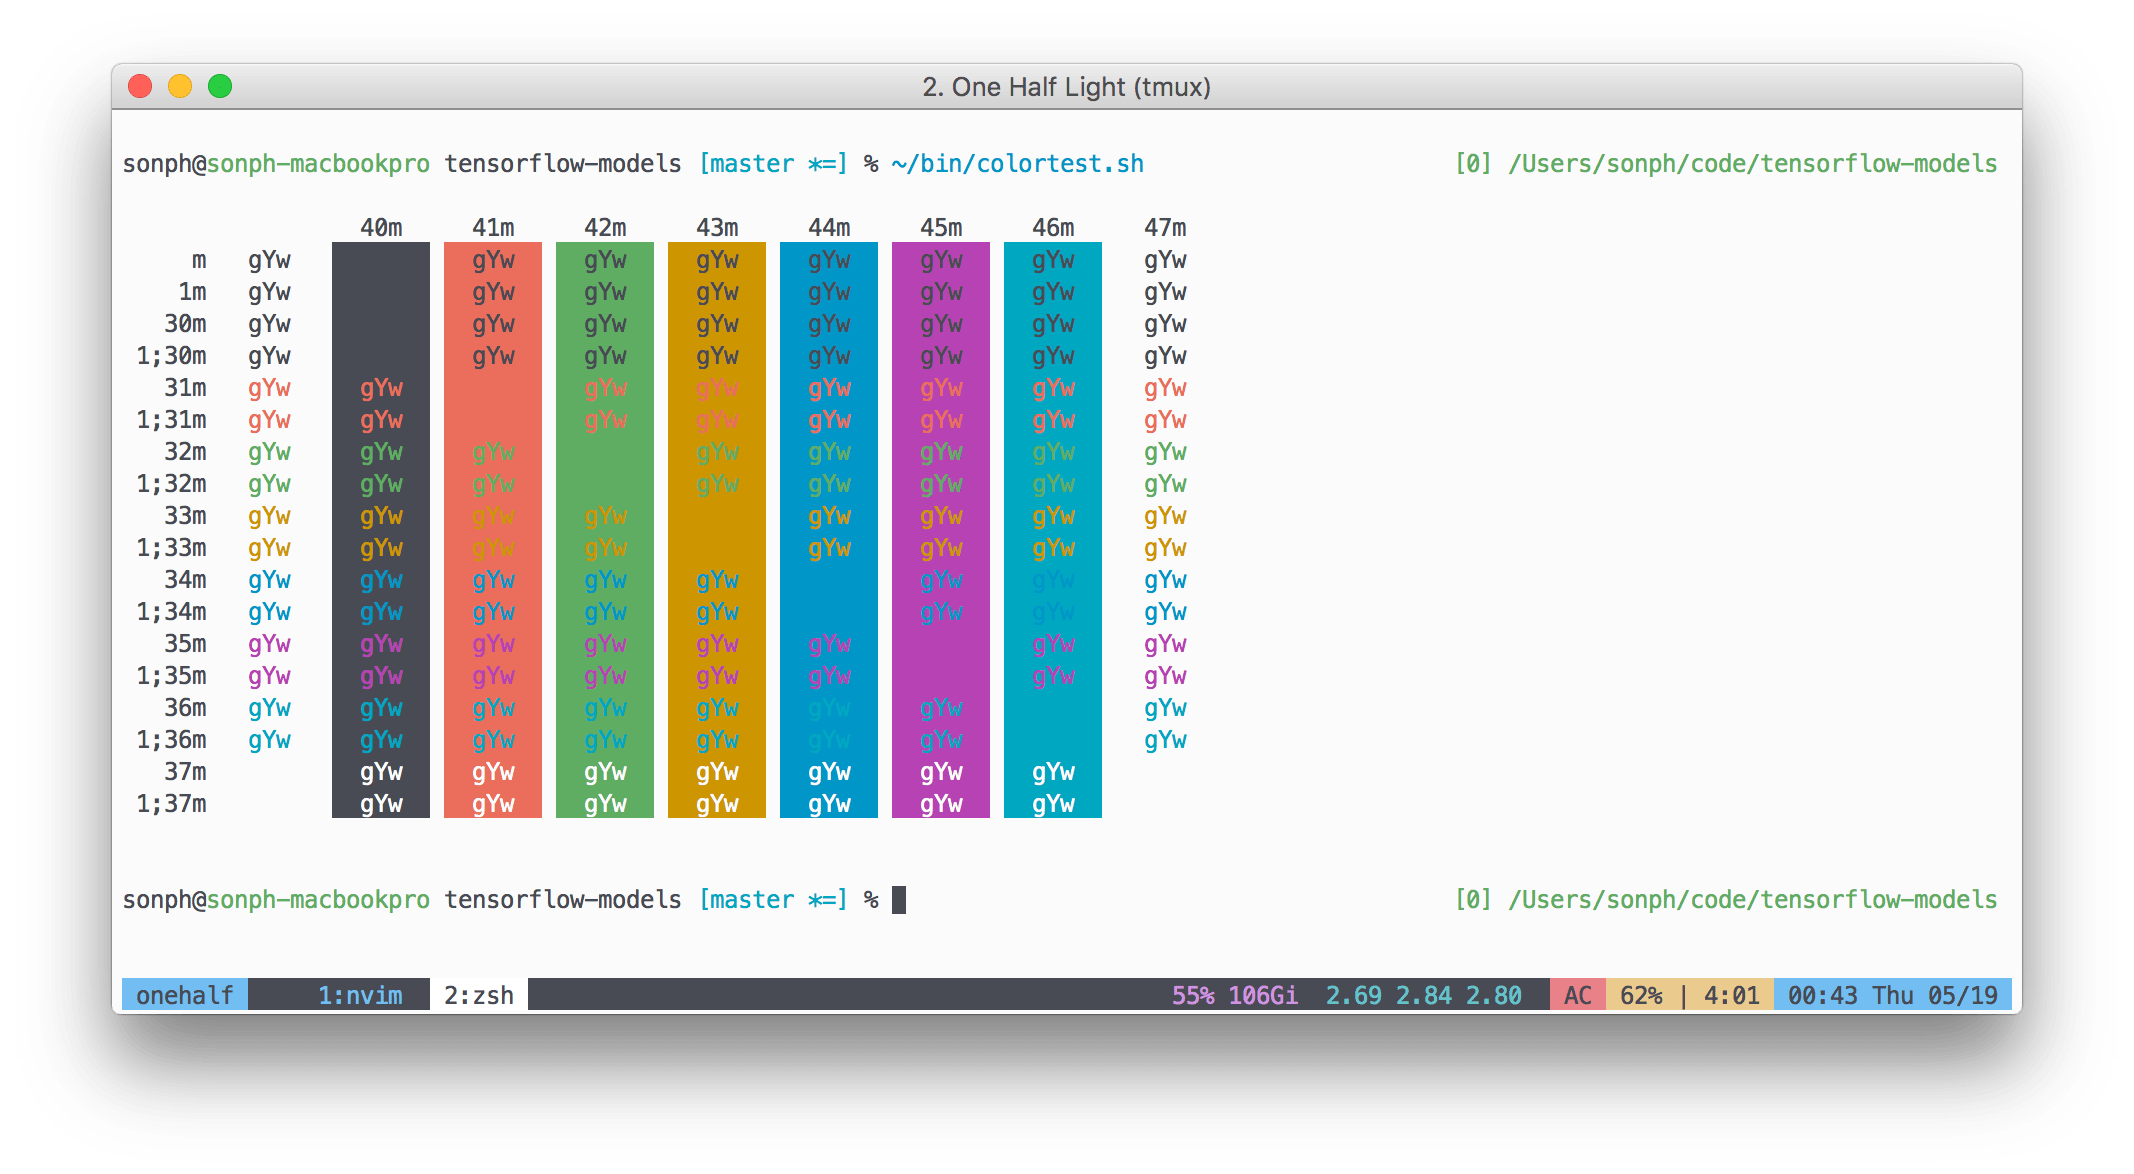 2. One Half Light (tmux)
sonph@sonph-macbookpro tensorflow-models [master *=] % ~/bin/colortest.sh [0] /Users/sonph/code/tensorflow-models
40m 41m 42m 43m 44m 45m 46m 47m
m gYw gYw gYw gYw gYw gYw gYw gYw
1m gYw gYw gYw gYw gYw gYw gYw gYw
30m gYw gYw gYw gYw gYw gYw gYw gYw
1;30m gYw gYw gYw gYw gYw gYw gYw gYw
31m gYw gYw gYw gYw gYw gYw gYw gYw
1;31m gYw gYw gYw gYw gYw gYw gYw gYw
32m gYw gYw gYw gYw gYw gYw gYw gYw
1;32m gYw gYw gYw gYw gYw gYw gYw gYw
33m gYw gYw gYw gYw gYw gYw gYw gYw
1;33m gYw gYw gYw gYw gYw gYw gYw gYw
34m gYw gYw gYw gYw gYw gYw gYw gYw
1;34m gYw gYw gYw gYw gYw gYw gYw gYw
35m gYw gYw gYw gYw gYw gYw gYw gYw
1;35m gYw gYw gYw gYw gYw gYw gYw gYw
36m gYw gYw gYw gYw gYw gYw gYw gYw
1;36m gYw gYw gYw gYw gYw gYw gYw gYw
37m gYw gYw gYw gYw gYw gYw gYw
1;37m gYw gYw gYw gYw gYw gYw gYw
sonph@sonph-macbookpro tensorflow-models [master *=] % [0] /Users/sonph/code/tensorflow-models
onehalf 1:nvim 2:zsh 55% 106Gi 2.69 2.84 2.80 AC 62% | 4:01 00:43 Thu 05/19